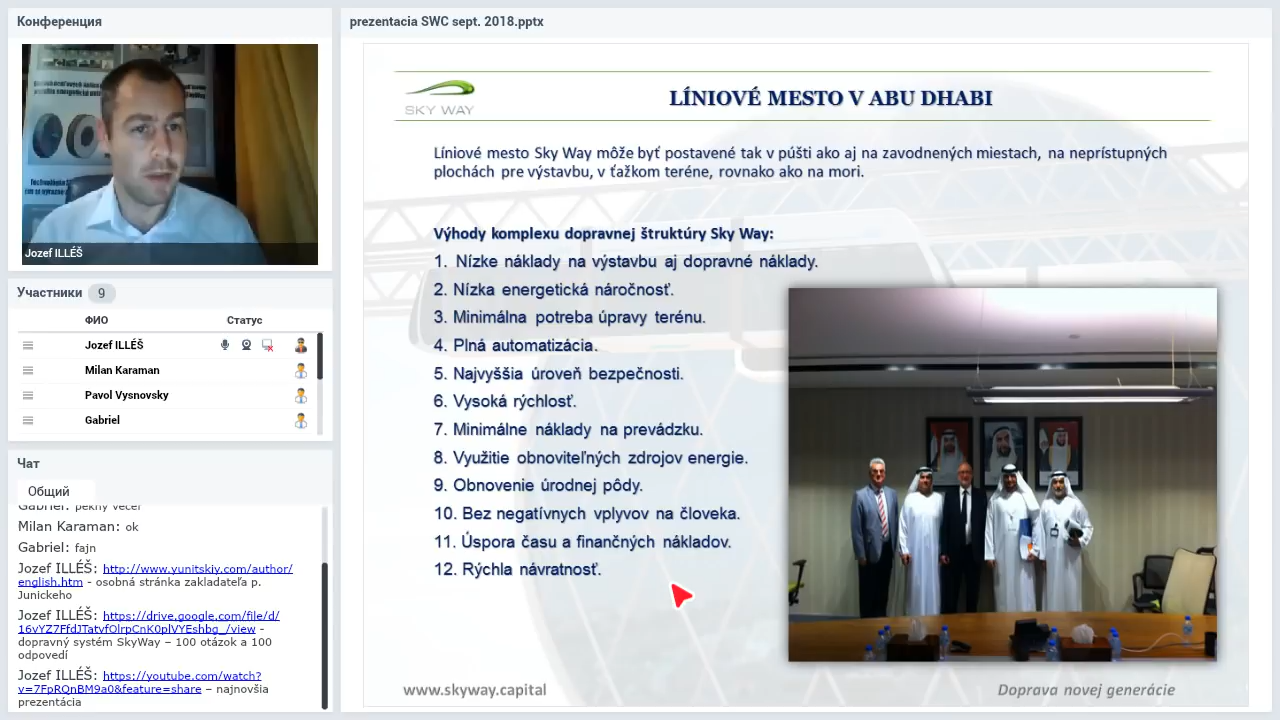 Конференция
Jozef ILLÉŠ
Участники 9
ФИО Статус
Jozef ILLÉŠ
Milan Karaman
Pavol Vysnovsky
Gabriel
Чат
Общий
Gabriel: pekný večer
Milan Karaman: ok
Gabriel: fajn
Jozef ILLÉŠ: http://www.yunitskiy.com/author/
english.htm - osobná stránka zakladateľa p.
Junickeho
Jozef ILLÉŠ: https://drive.google.com/file/d/
16vYZ7FfdJTatvfOlrpCnK0plVYEshbg_/view -
dopravný systém SkyWay – 100 otázok a 100
odpovedí
Jozef ILLÉŠ: https://youtube.com/watch?
v=7FpRQnBM9a0&feature=share – najnovšia
prezentácia
prezentacia SWC sept. 2018.pptx
SKY WAY
LÍNIOVÉ MESTO V ABU DHABI
Líniové mesto Sky Way môže byť postavené tak v púšti ako aj na zavodnených miestach, na neprístupných
plochách pre výstavbu, v ťažkom teréne, rovnako ako na mori.
Výhody komplexu dopravnej štruktúry Sky Way:
1. Nízke náklady na výstavbu aj dopravné náklady.
2. Nízka energetická náročnosť.
3. Minimálna potreba úpravy terénu.
4. Plná automatizácia.
5. Najvyššia úroveň bezpečnosti.
6. Vysoká rýchlosť.
7. Minimálne náklady na prevádzku.
8. Využitie obnoviteľných zdrojov energie.
9. Obnovenie úrodnej pôdy.
10. Bez negatívnych vplyvov na človeka.
11. Úspora času a finančných nákladov.
12. Rýchla návratnosť.
www.skyway.capital
Doprava novej generácie